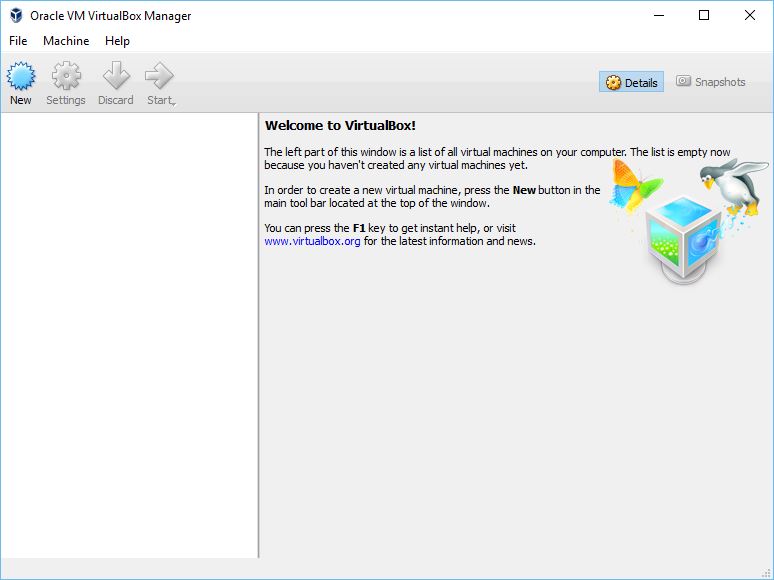 Oracle VM VirtualBox Manager
File Machine Help
New Settings Discard Start
Details Snapshots
Welcome to VirtualBox!
The left part of this window is a list of all virtual machines on your computer. The list is empty now
because you haven't created any virtual machines yet.
In order to create a new virtual machine, press the New button in the
main tool bar located at the top of the window.
You can press the F1 key to get instant help, or visit
www.virtualbox.org for the latest information and news.